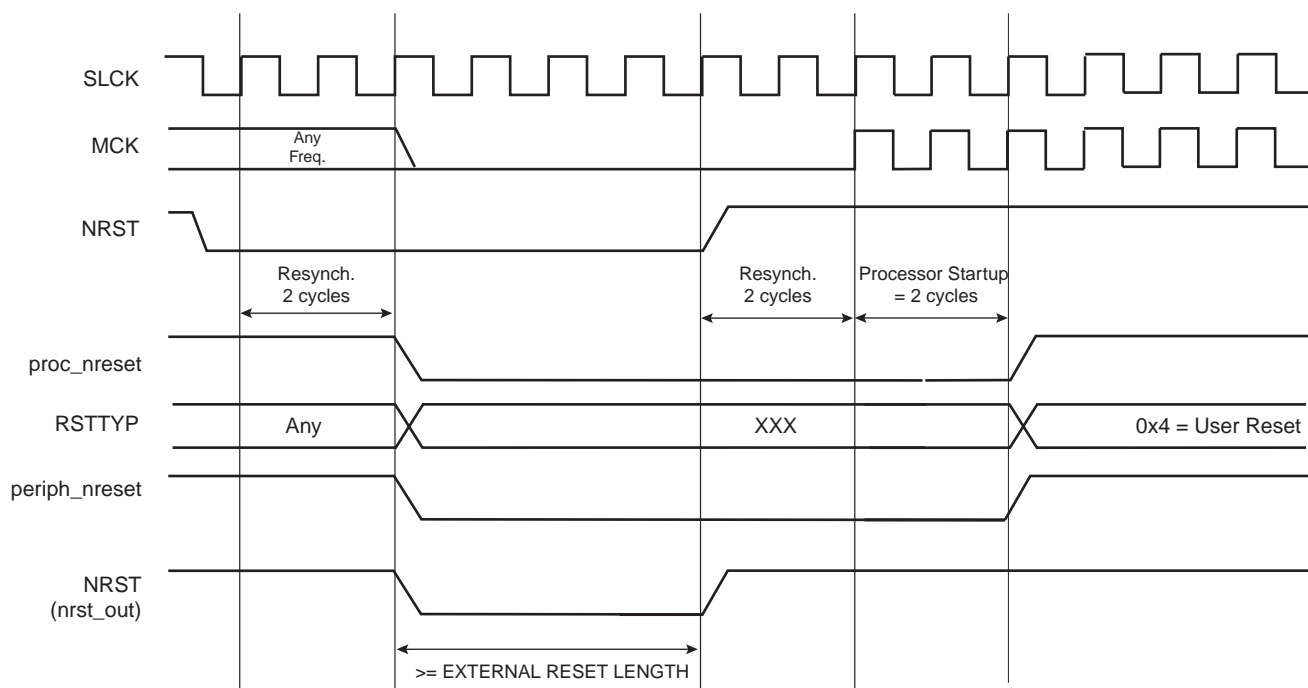 SLCK
MCK
Any
Freq.
NRST
Resynch.
2 cycles
Resynch.
2 cycles
Processor Startup
= 2 cycles
proc_nreset
RSTTYP
Any
XXX
0x4 = User Reset
periph_nreset
NRST
(nrst_out)
>= EXTERNAL RESET LENGTH